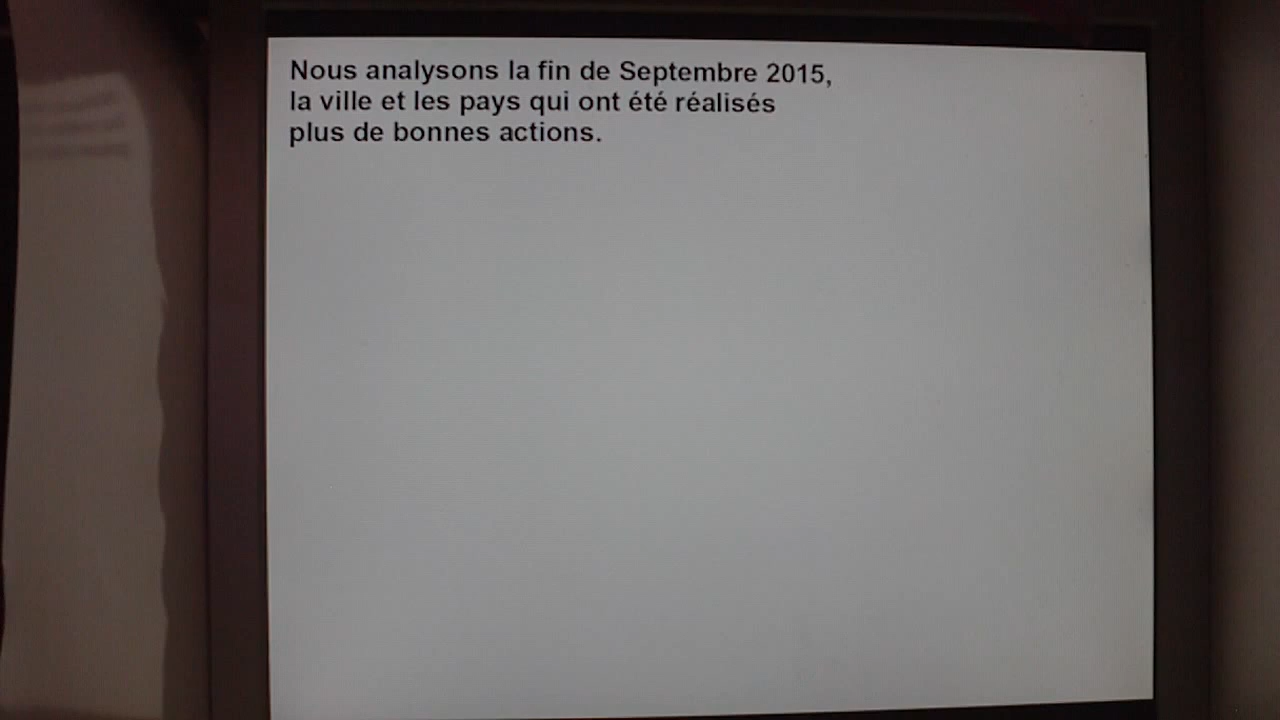 Nous analysons la fin de Septembre 2015,
la ville et les pays qui ont été réalisés
plus de bonnes actions.